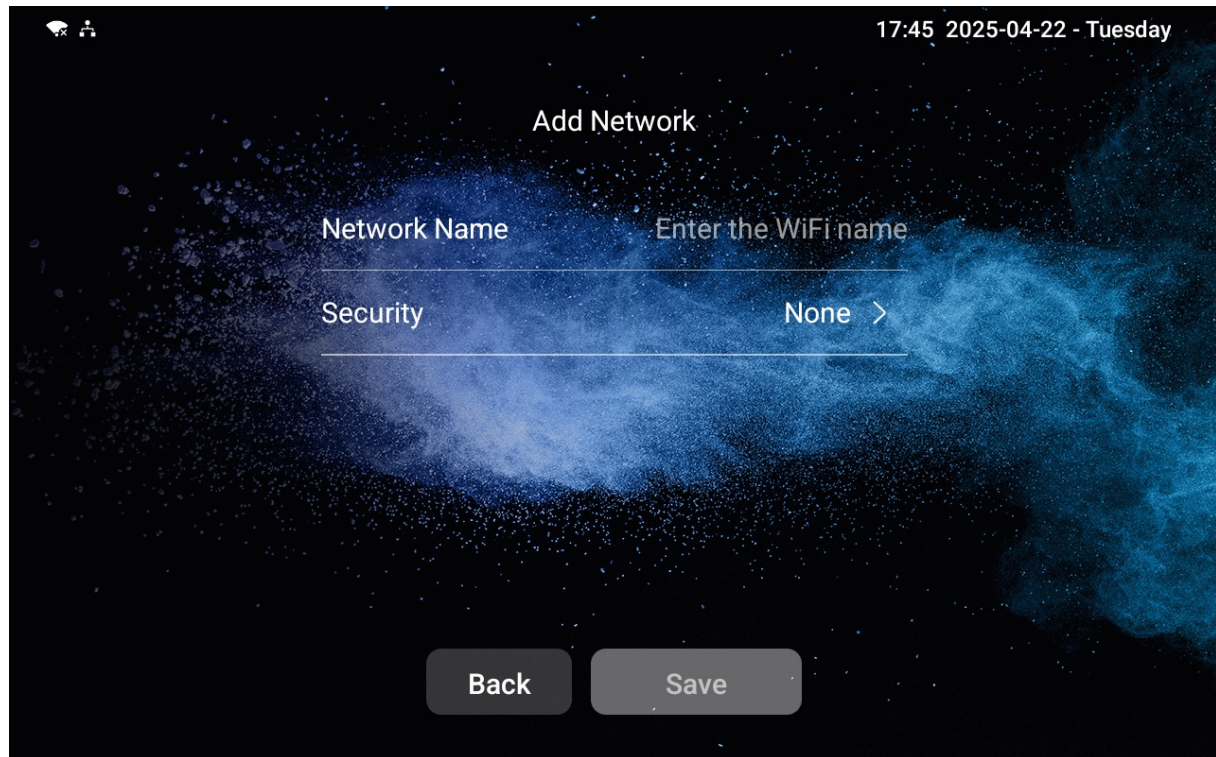 17:45 2025-04-22 - Tuesday
Add Network
Network Name Enter the WiFi name
Security None >
Back Save